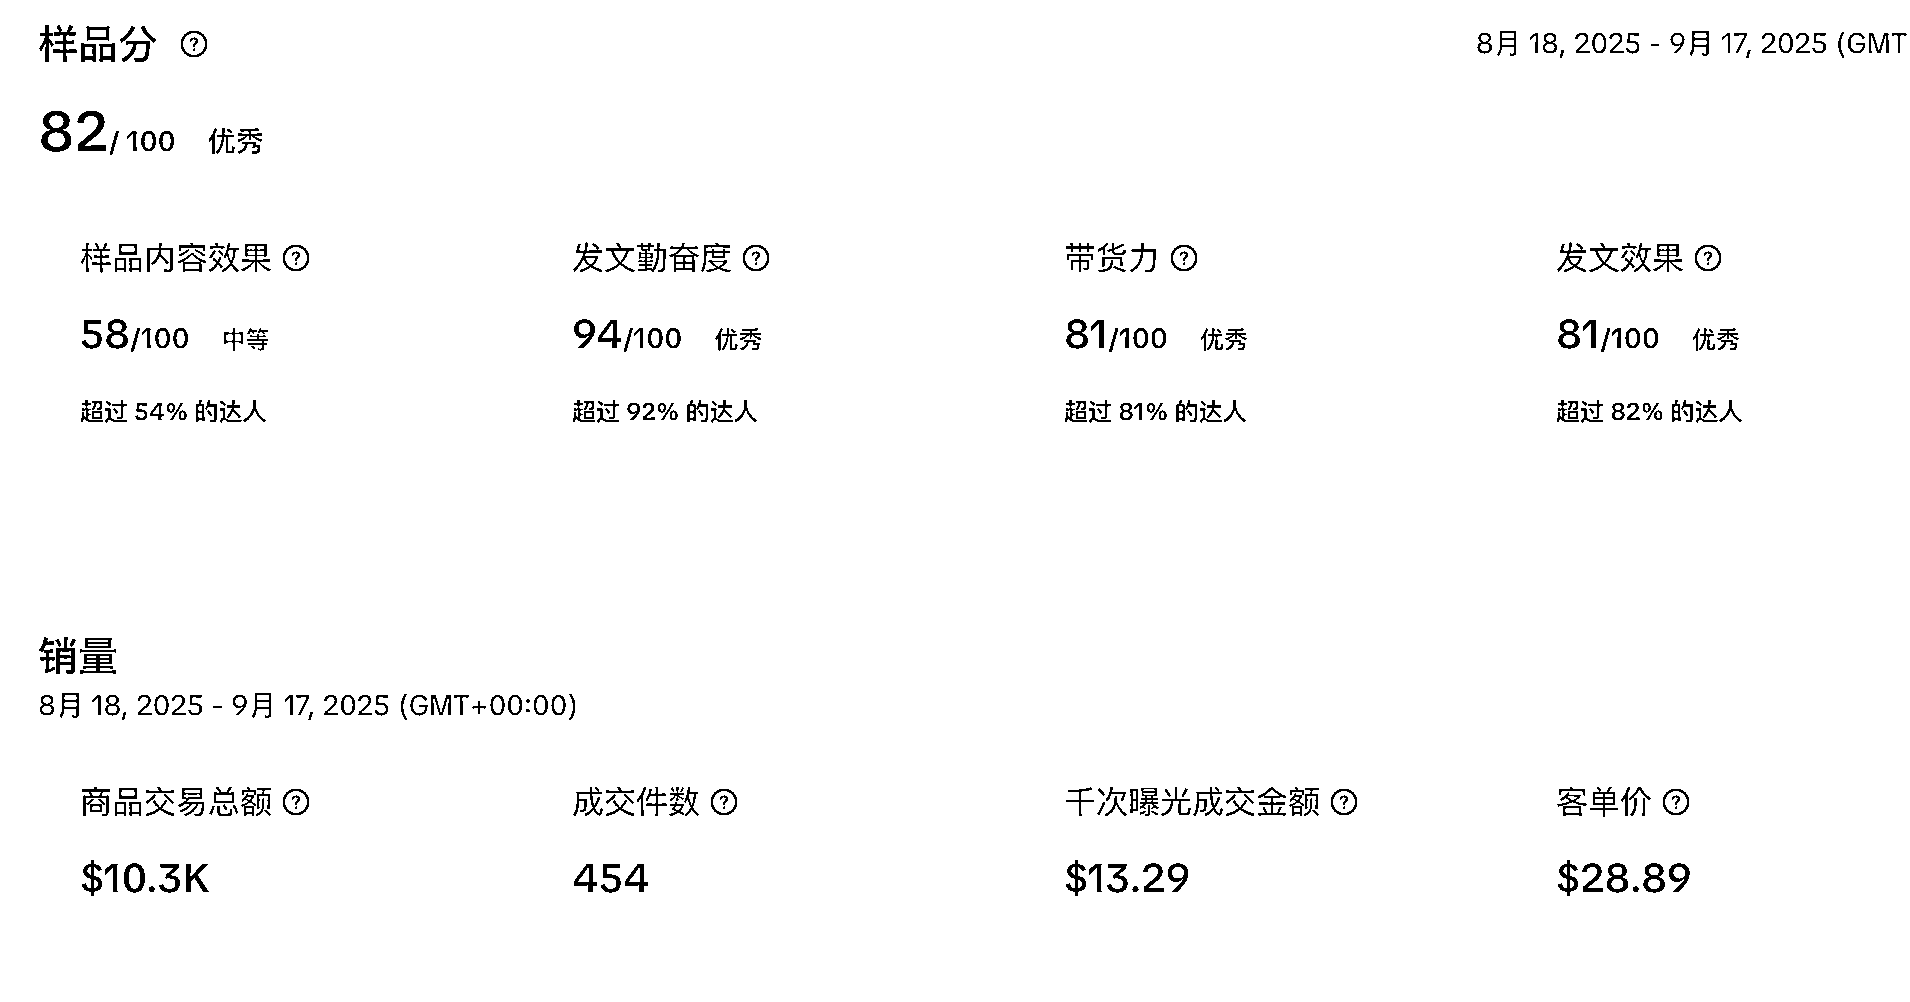 样品分 8月 18, 2025 - 9月 17, 2025 (GMT
82/ 100 优秀
样品内容效果 发文勤奋度 带货力 发文效果
58/100 中等 94/100 优秀 81/100 优秀 81/100 优秀
超过 54% 的达人 超过 92% 的达人 超过 81% 的达人 超过 82% 的达人
销量
8月 18, 2025 - 9月 17, 2025 (GMT+00:00)
商品交易总额 成交件数 千次曝光成交金额 客单价
$10.3K 454 $13.29 $28.89